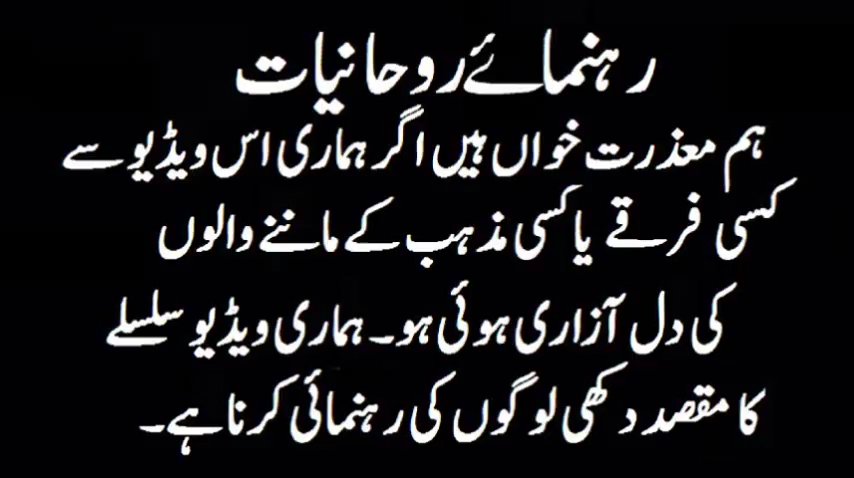 رہنمائے روحانیات
ہم معذرت خواں ہیں اگر ہماری اس ویڈیو سے
کسی فرقے یا کسی مذہب کے ماننے والوں
کی دل آزاری ہوئی ہو۔ ہماری ویڈیو سلسلے
کا مقصد دکھی لوگوں کی رہنمائی کرنا ہے۔